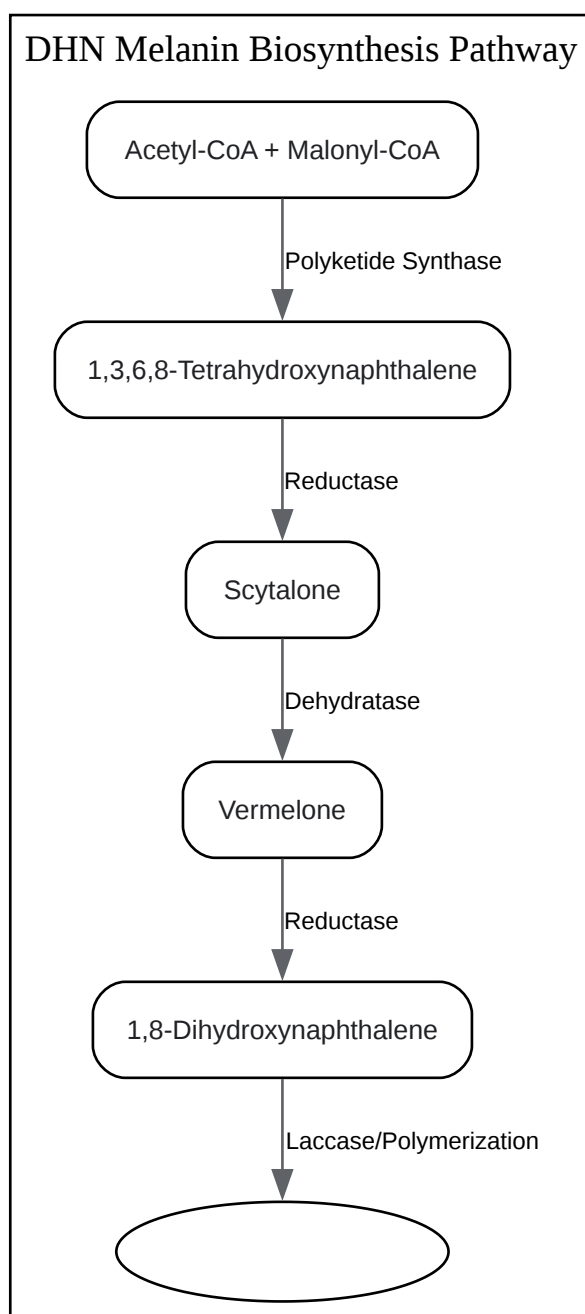 DHN Melanin Biosynthesis Pathway
Acetyl-CoA + Malonyl-CoA
Polyketide Synthase
1,3,6,8-Tetrahydroxynaphthalene
Reductase
Scytalone
Dehydratase
Vermelone
Reductase
1,8-Dihydroxynaphthalene
Laccase/Polymerization